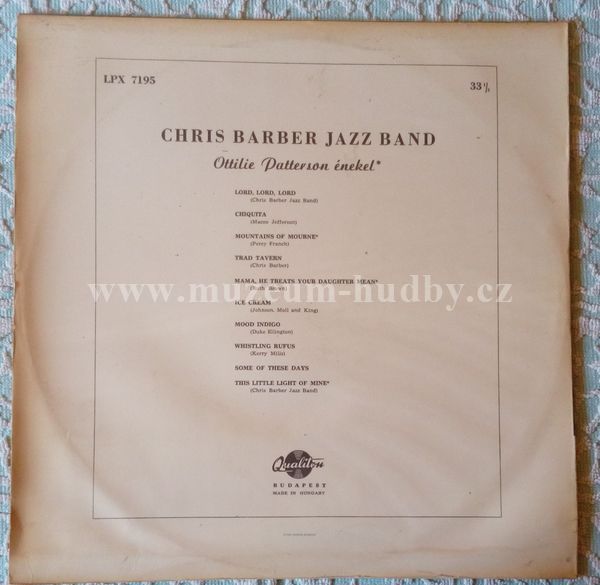 LPX 7195
33⅓
CHRIS BARBER JAZZ BAND
Ottilie Patterson énekel*
LORD, LORD, LORD
(Chris Barber Jazz Band)
CHIQUITA
(Marco Jefferson)
MOUNTAINS OF MOURNE*
(Percy French)
TRAD TAVERN
(Chris Barber)
MAMA, HE TREATS YOUR DAUGHTER MEAN*
(Ruth Brown)
www.muzeum-hudby.cz
ICE CREAM
(Johnson, Moll and King)
MOOD INDIGO
(Duke Ellington)
WHISTLING RUFUS
(Kerry Mills)
SOME OF THESE DAYS
THIS LITTLE LIGHT OF MINE*
(Chris Barber Jazz Band)
Qualiton
BUDAPEST
MADE IN HUNGARY